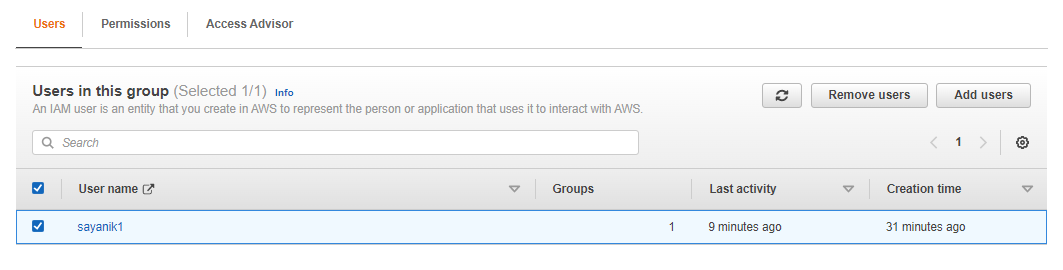 Users Permissions Access Advisor
Users in this group (Selected 1/1) Info
An IAM user is an entity that you create in AWS to represent the person or application that uses it to interact with AWS.
Remove users Add users
Search
1
User name Groups Last activity Creation time
sayanik1 1 9 minutes ago 31 minutes ago